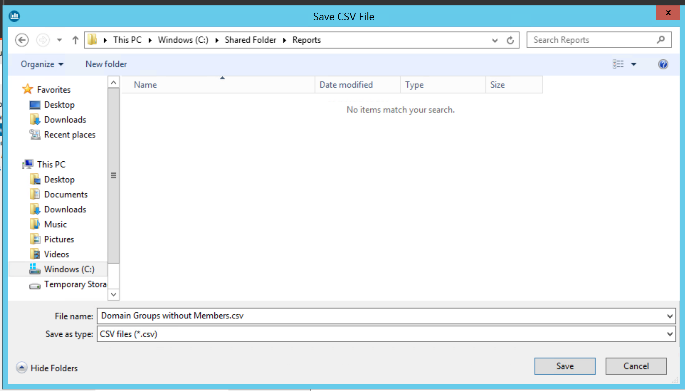 Save CSV File
This PC Windows (C:) Shared Folder Reports
Search Reports
Organize New folder
Name Date modified Type Size
No items match your search.
Favorites
Desktop
Downloads
Recent places
This PC
Desktop
Documents
Downloads
Music
Pictures
Videos
Windows (C:)
Temporary Stora
File name: Domain Groups without Members.csv
Save as type: CSV files (*.csv)
Hide Folders Save Cancel